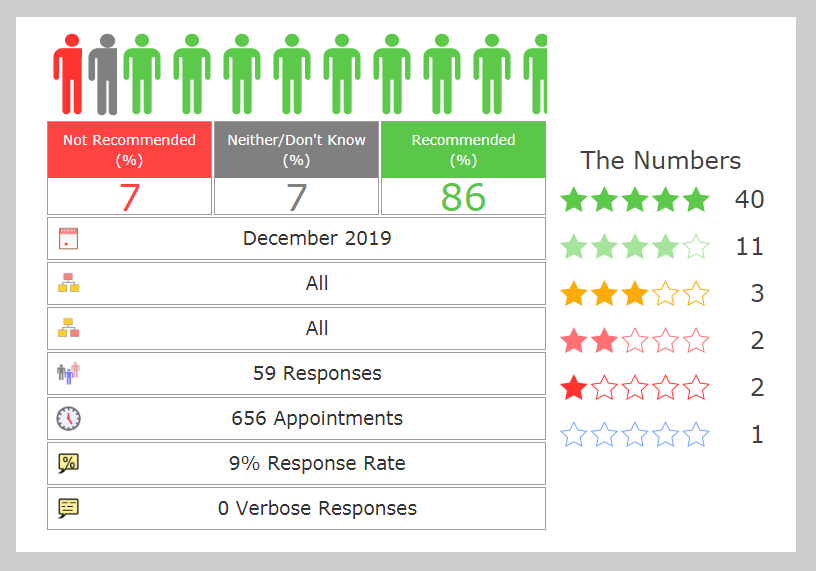 Not Recommended
(%)
Neither/Don't Know
(%)
Recommended
(%)
7
7
86
December 2019
All
All
59 Responses
656 Appointments
%
9% Response Rate
0 Verbose Responses
The Numbers
40
11
3
2
2
1